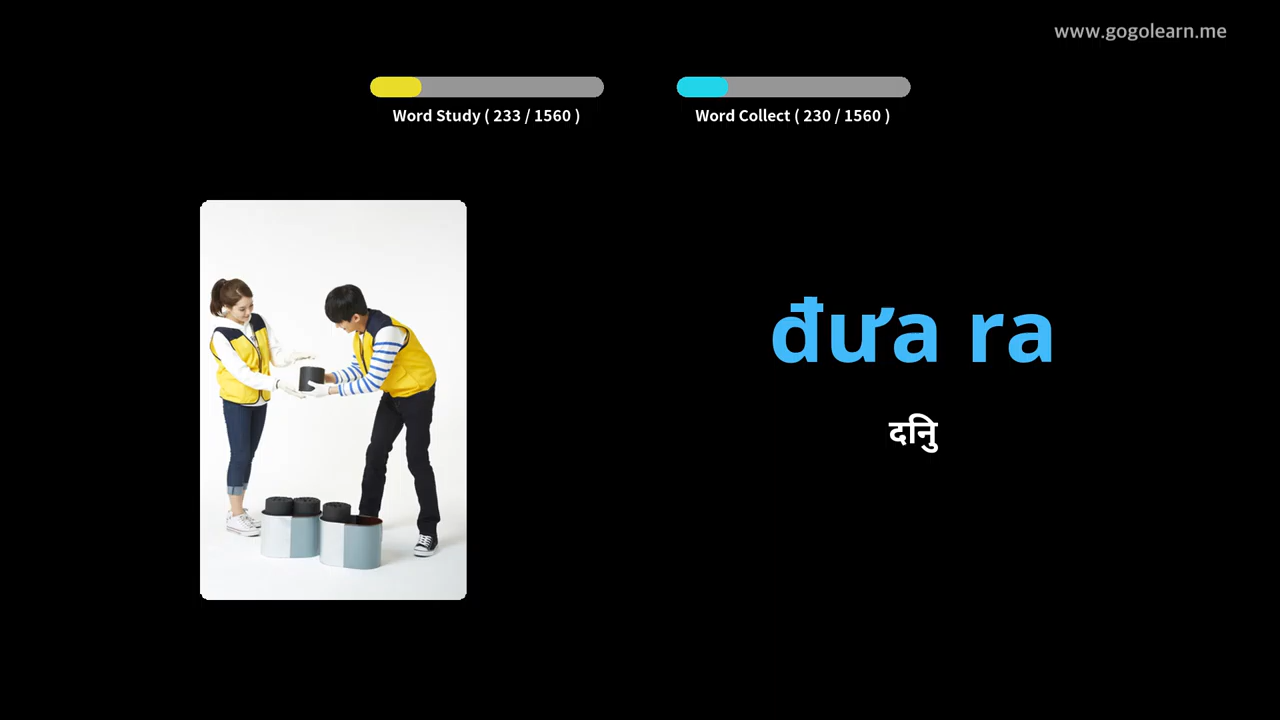 www.gogolearn.me
Word Study ( 233 / 1560 )
Word Collect ( 230 / 1560 )
đưa ra
दिनु